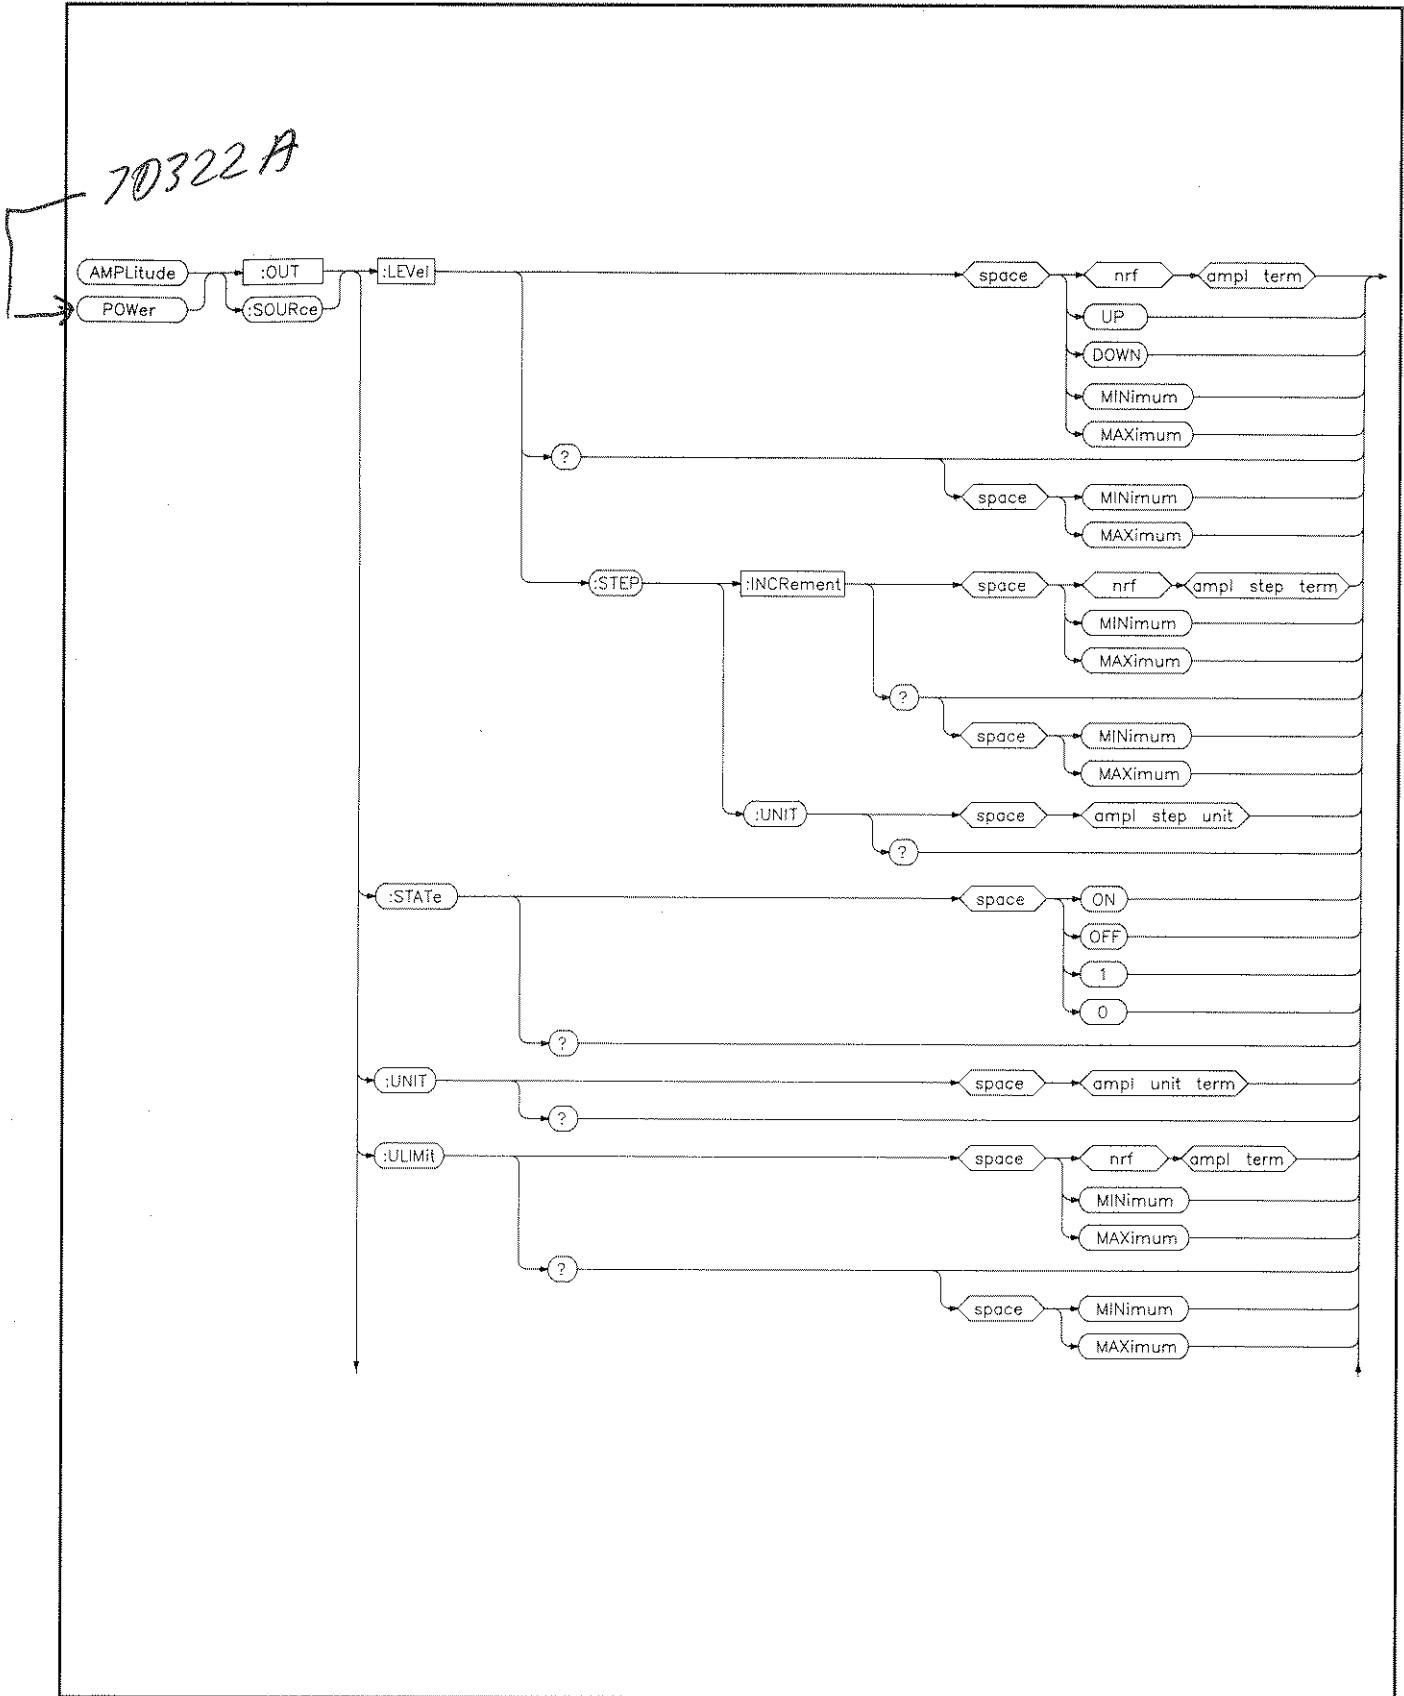 70322A
AMPLitude :OUT :LEVel space nrf ampl term
POWer :SOURce UP
DOWN
MINimum
MAXimum
?
space MINimum
MAXimum
:STEP :INCRement space nrf ampl step term
MINimum
MAXimum
?
space MINimum
MAXimum
:UNIT space ampl step unit
?
:STATe space ON
OFF
1
0
?
:UNIT space ampl unit term
?
:ULIMit space nrf ampl term
MINimum
MAXimum
?
space MINimum
MAXimum